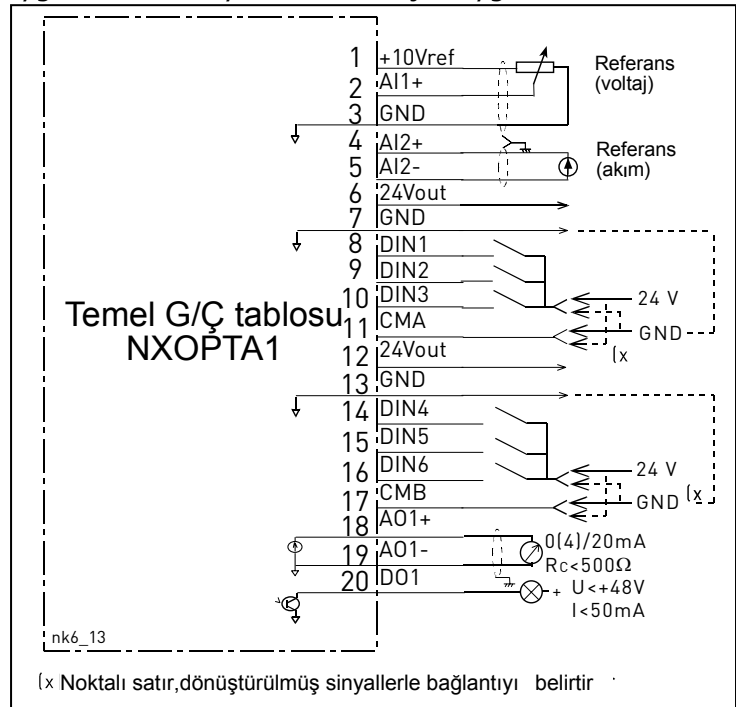 1 +10Vref
2 AI1+
3 GND
4 AI2+
5 AI2-
6 24Vout
7 GND
8 DIN1
9 DIN2
10 DIN3
11 CMA
12 24Vout
13 GND
14 DIN4
15 DIN5
16 DIN6
17 CMB
18 AO1+
19 AO1-
20 DO1
Referans
(voltaj)
Referans
(akım)
24 V
GND
(x
Temel G/Ç tablosu
NXOPTA1
24 V
GND (x
0(4)/20mA
Rc<500Ω
+ U<+48V
I<50mA
nk6_13
(x Noktalı satır,dönüştürülmüş sinyallerle bağlantıyı belirtir